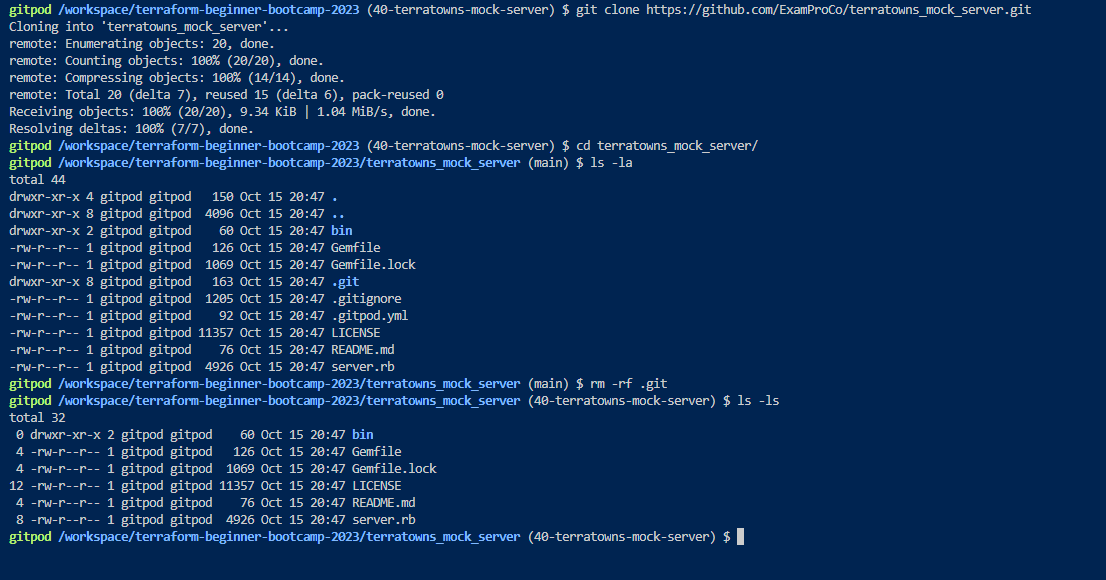 gitpod /workspace/terraform-beginner-bootcamp-2023 (40-terratowns-mock-server) $ git clone https://github.com/ExamProCo/terratowns_mock_server.git
Cloning into 'terratowns_mock_server'...
remote: Enumerating objects: 20, done.
remote: Counting objects: 100% (20/20), done.
remote: Compressing objects: 100% (14/14), done.
remote: Total 20 (delta 7), reused 15 (delta 6), pack-reused 0
Receiving objects: 100% (20/20), 9.34 KiB | 1.04 MiB/s, done.
Resolving deltas: 100% (7/7), done.
gitpod /workspace/terraform-beginner-bootcamp-2023 (40-terratowns-mock-server) $ cd terratowns_mock_server/
gitpod /workspace/terraform-beginner-bootcamp-2023/terratowns_mock_server (main) $ ls -la
total 44
drwxr-xr-x 4 gitpod gitpod   150 Oct 15 20:47 .
drwxr-xr-x 8 gitpod gitpod  4096 Oct 15 20:47 ..
drwxr-xr-x 2 gitpod gitpod    60 Oct 15 20:47 bin
-rw-r--r-- 1 gitpod gitpod   126 Oct 15 20:47 Gemfile
-rw-r--r-- 1 gitpod gitpod  1069 Oct 15 20:47 Gemfile.lock
drwxr-xr-x 8 gitpod gitpod   163 Oct 15 20:47 .git
-rw-r--r-- 1 gitpod gitpod  1205 Oct 15 20:47 .gitignore
-rw-r--r-- 1 gitpod gitpod    92 Oct 15 20:47 .gitpod.yml
-rw-r--r-- 1 gitpod gitpod 11357 Oct 15 20:47 LICENSE
-rw-r--r-- 1 gitpod gitpod    76 Oct 15 20:47 README.md
-rw-r--r-- 1 gitpod gitpod  4926 Oct 15 20:47 server.rb
gitpod /workspace/terraform-beginner-bootcamp-2023/terratowns_mock_server (main) $ rm -rf .git
gitpod /workspace/terraform-beginner-bootcamp-2023/terratowns_mock_server (40-terratowns-mock-server) $ ls -ls
total 32
 0 drwxr-xr-x 2 gitpod gitpod    60 Oct 15 20:47 bin
 4 -rw-r--r-- 1 gitpod gitpod   126 Oct 15 20:47 Gemfile
 4 -rw-r--r-- 1 gitpod gitpod  1069 Oct 15 20:47 Gemfile.lock
12 -rw-r--r-- 1 gitpod gitpod 11357 Oct 15 20:47 LICENSE
 4 -rw-r--r-- 1 gitpod gitpod    76 Oct 15 20:47 README.md
 8 -rw-r--r-- 1 gitpod gitpod  4926 Oct 15 20:47 server.rb
gitpod /workspace/terraform-beginner-bootcamp-2023/terratowns_mock_server (40-terratowns-mock-server) $